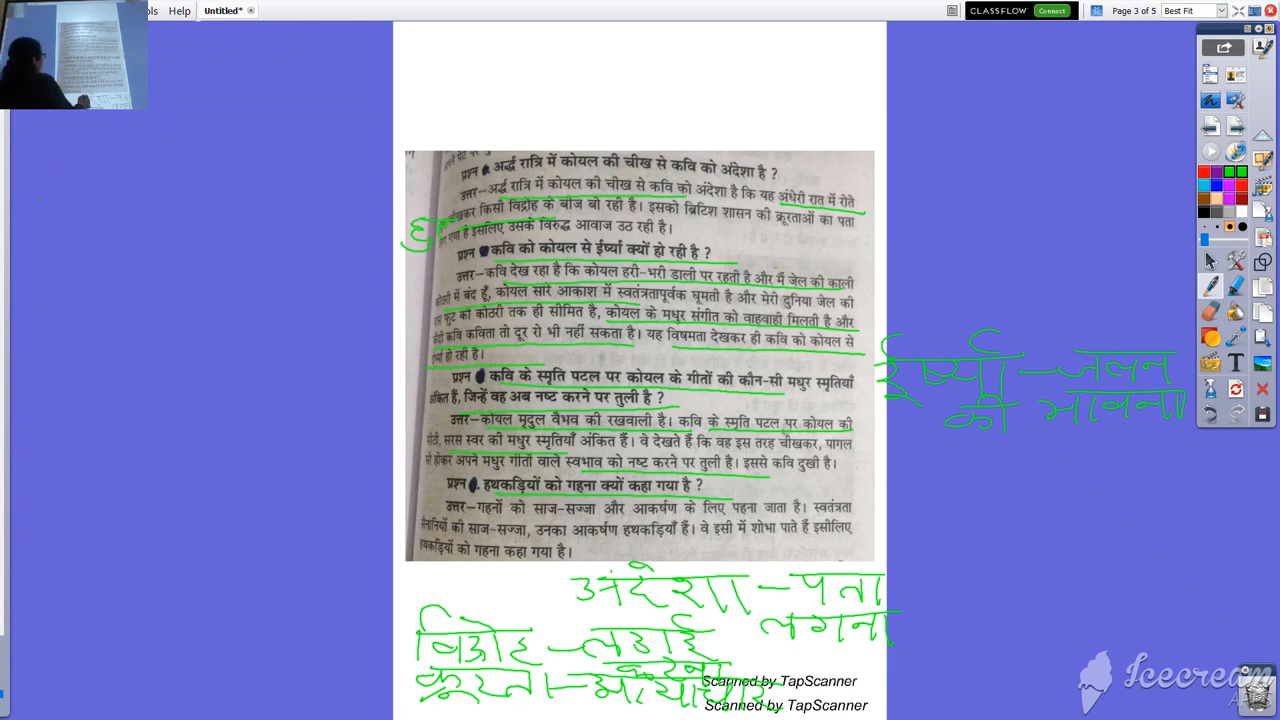 ols Help Untitled* CLASSFLOW Connect Page 3 of 5 Best Fit
प्रश्न अर्द्ध रात्रि में कोयल की चीख से कवि को अंदेशा है ?
उत्तर–अर्द्ध रात्रि में कोयल की चीख से कवि को अंदेशा है कि यह अंधेरी रात में रोते
चीखकर किसी विद्रोह के बीज बो रही है। इसको ब्रिटिश शासन की क्रूरताओं का पता
हु गया है इसलिए उसके विरुद्ध आवाज उठ रही है।
प्रश्न कवि को कोयल से ईर्ष्या क्यों हो रही है ?
उत्तर–कवि देख रहा है कि कोयल हरी-भरी डाली पर रहती है और मैं जेल की काली
कोठरी में बंद हूँ, कोयल सारे आकाश में स्वतंत्रतापूर्वक घूमती है और मेरी दुनिया जेल की
फूट की कोठरी तक ही सीमित है, कोयल के मधुर संगीत को वाहवाही मिलती है और
कवि कविता तो दूर रो भी नहीं सकता है। यह विषमता देखकर ही कवि को कोयल से
हो रही है।
प्रश्न कवि के स्मृति पटल पर कोयल के गीतों की कौन-सी मधुर स्मृतियाँ
अंकित है, जिन्हें वह अब नष्ट करने पर तुली है ?
उत्तर–कोयल मृदुल वैभव की रखवाली है। कवि के स्मृति पटल पर कोयल की
मीठी, सरस स्वर की मधुर स्मृतियाँ अंकित हैं। वे देखते हैं कि वह इस तरह चीखकर, पागल
सी होकर अपने मधुर गीतों वाले स्वभाव को नष्ट करने पर तुली है। इससे कवि दुखी है।
प्रश्न हथकड़ियों को गहना क्यों कहा गया है ?
उत्तर–गहनों को साज-सज्जा और आकर्षण के लिए पहना जाता है। स्वतंत्रता
सेनानियों की साज-सज्जा, उनका आकर्षण हथकड़ियाँ हैं। वे इसी में शोभा पाते हैं इसीलिए
हथकड़ियों को गहना कहा गया है।
ईर्ष्या – जलन
की भावना
अंदेशा – पता
लगना
विद्रोह – लडाई
करना
क्रूरता –
Scanned by TapScanner
Scanned by TapScanner
Icecream
APPS